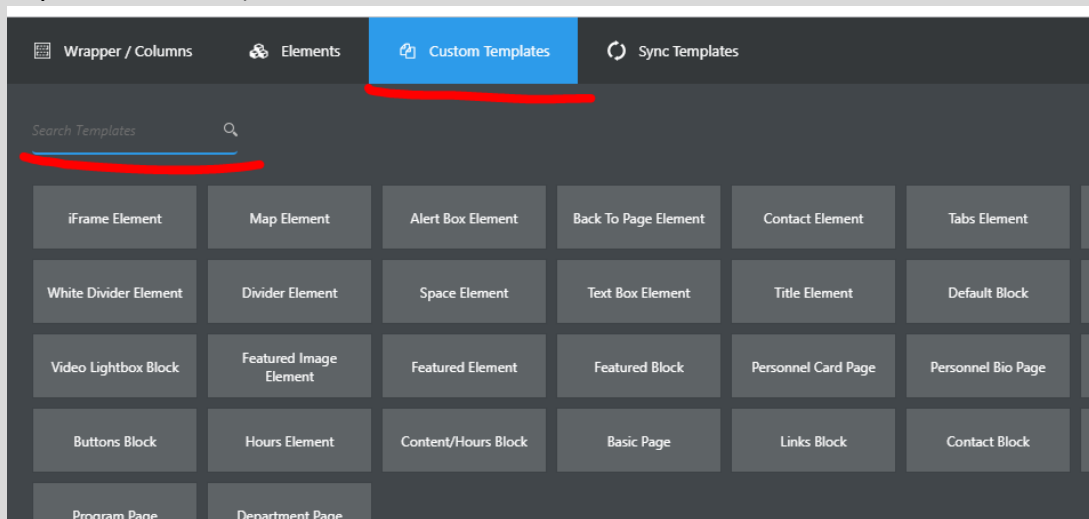 Wrapper / Columns Elements Custom Templates Sync Templates
Search Templates
iFrame Element Map Element Alert Box Element Back To Page Element Contact Element Tabs Element
White Divider Element Divider Element Space Element Text Box Element Title Element Default Block
Video Lightbox Block Featured Image Element Featured Element Featured Block Personnel Card Page Personnel Bio Page
Buttons Block Hours Element Content/Hours Block Basic Page Links Block Contact Block
Program Page Department Page